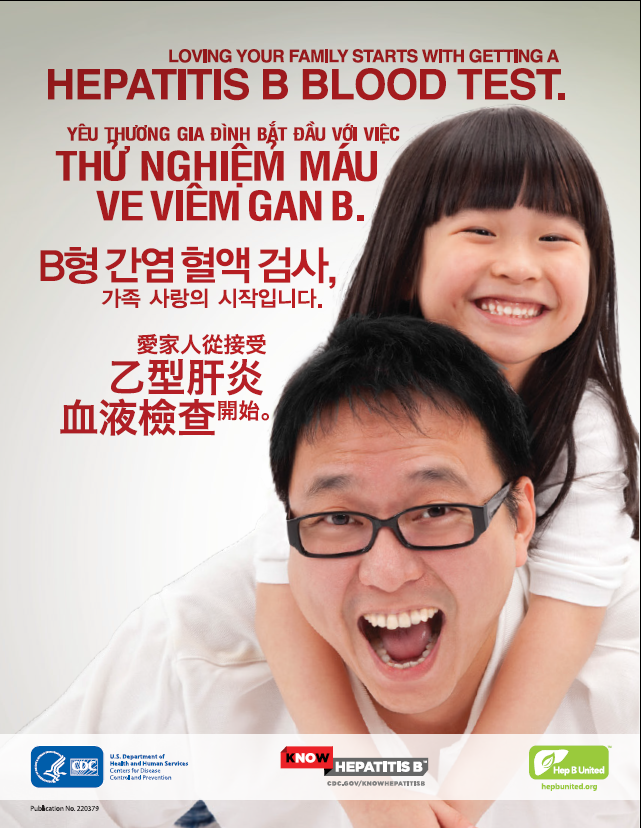 LOVING YOUR FAMILY STARTS WITH GETTING A
HEPATITIS B BLOOD TEST.
YÊU THƯƠNG GIA ĐÌNH BẮT ĐẦU VỚI VIỆC
THỬ NGHIỆM MÁU
VE VIÊM GAN B.
B형 간염 혈액 검사,
가족 사랑의 시작입니다.
愛家人從接受
乙型肝炎
血液檢查開始。
CDC
U.S. Department of
Health and Human Services
Centers for Disease
Control and Prevention
KNOW
HEPATITIS B™
CDC.GOV/KNOWHEPATITISB
Hep B United™
hepbunited.org
Publication No. 220379